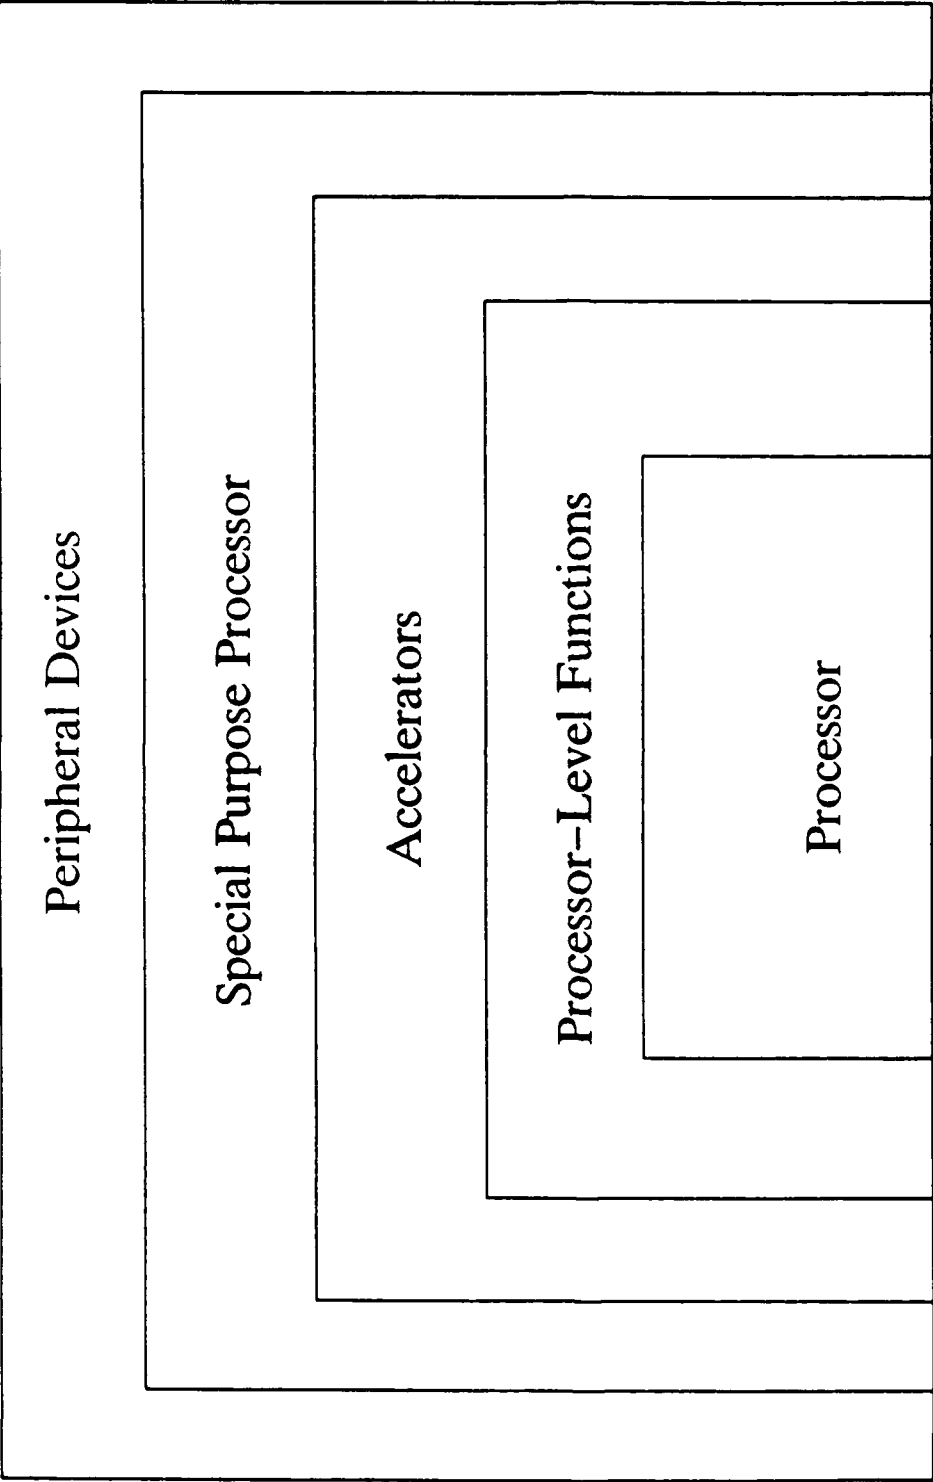 Peripheral Devices
Special Purpose Processor
Accelerators
Processor–Level Functions
Processor